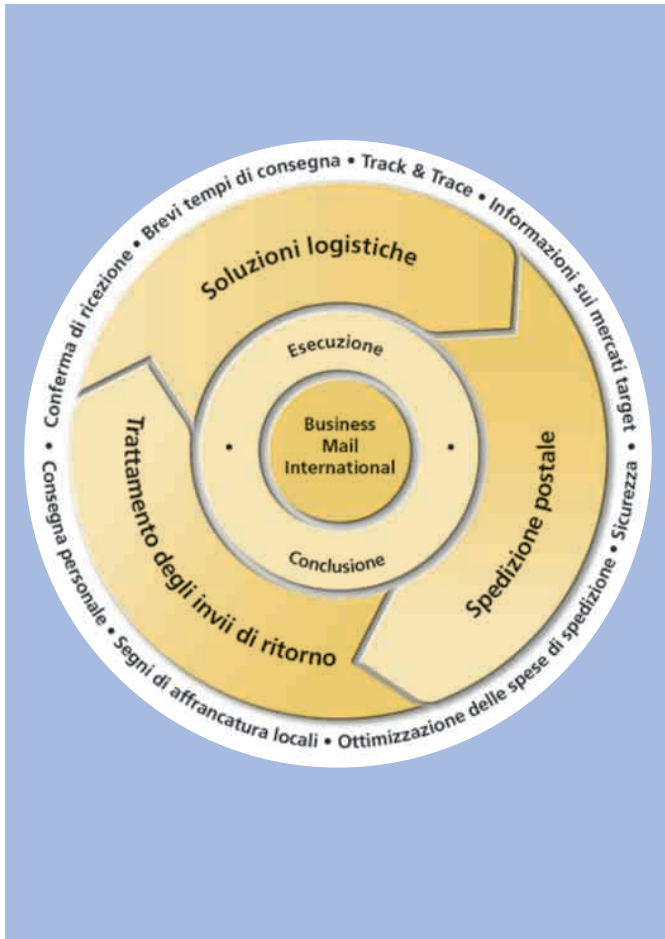 Conferma di ricezione • Brevi tempi di consegna • Track & Trace • Informazioni sui mercati target •
Consegna personale • Segni di affrancatura locali • Ottimizzazione delle spese di spedizione • Sicurezza •
Soluzioni logistiche
Spedizione postale
Trattamento degli invii di ritorno
Esecuzione
•
•
Conclusione
Business
Mail
International